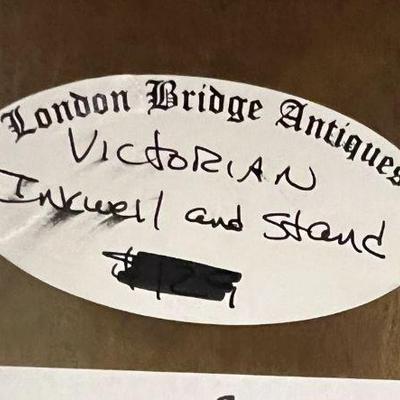 London Bridge Antiques
VICTORIAN
Inkwell and Stand